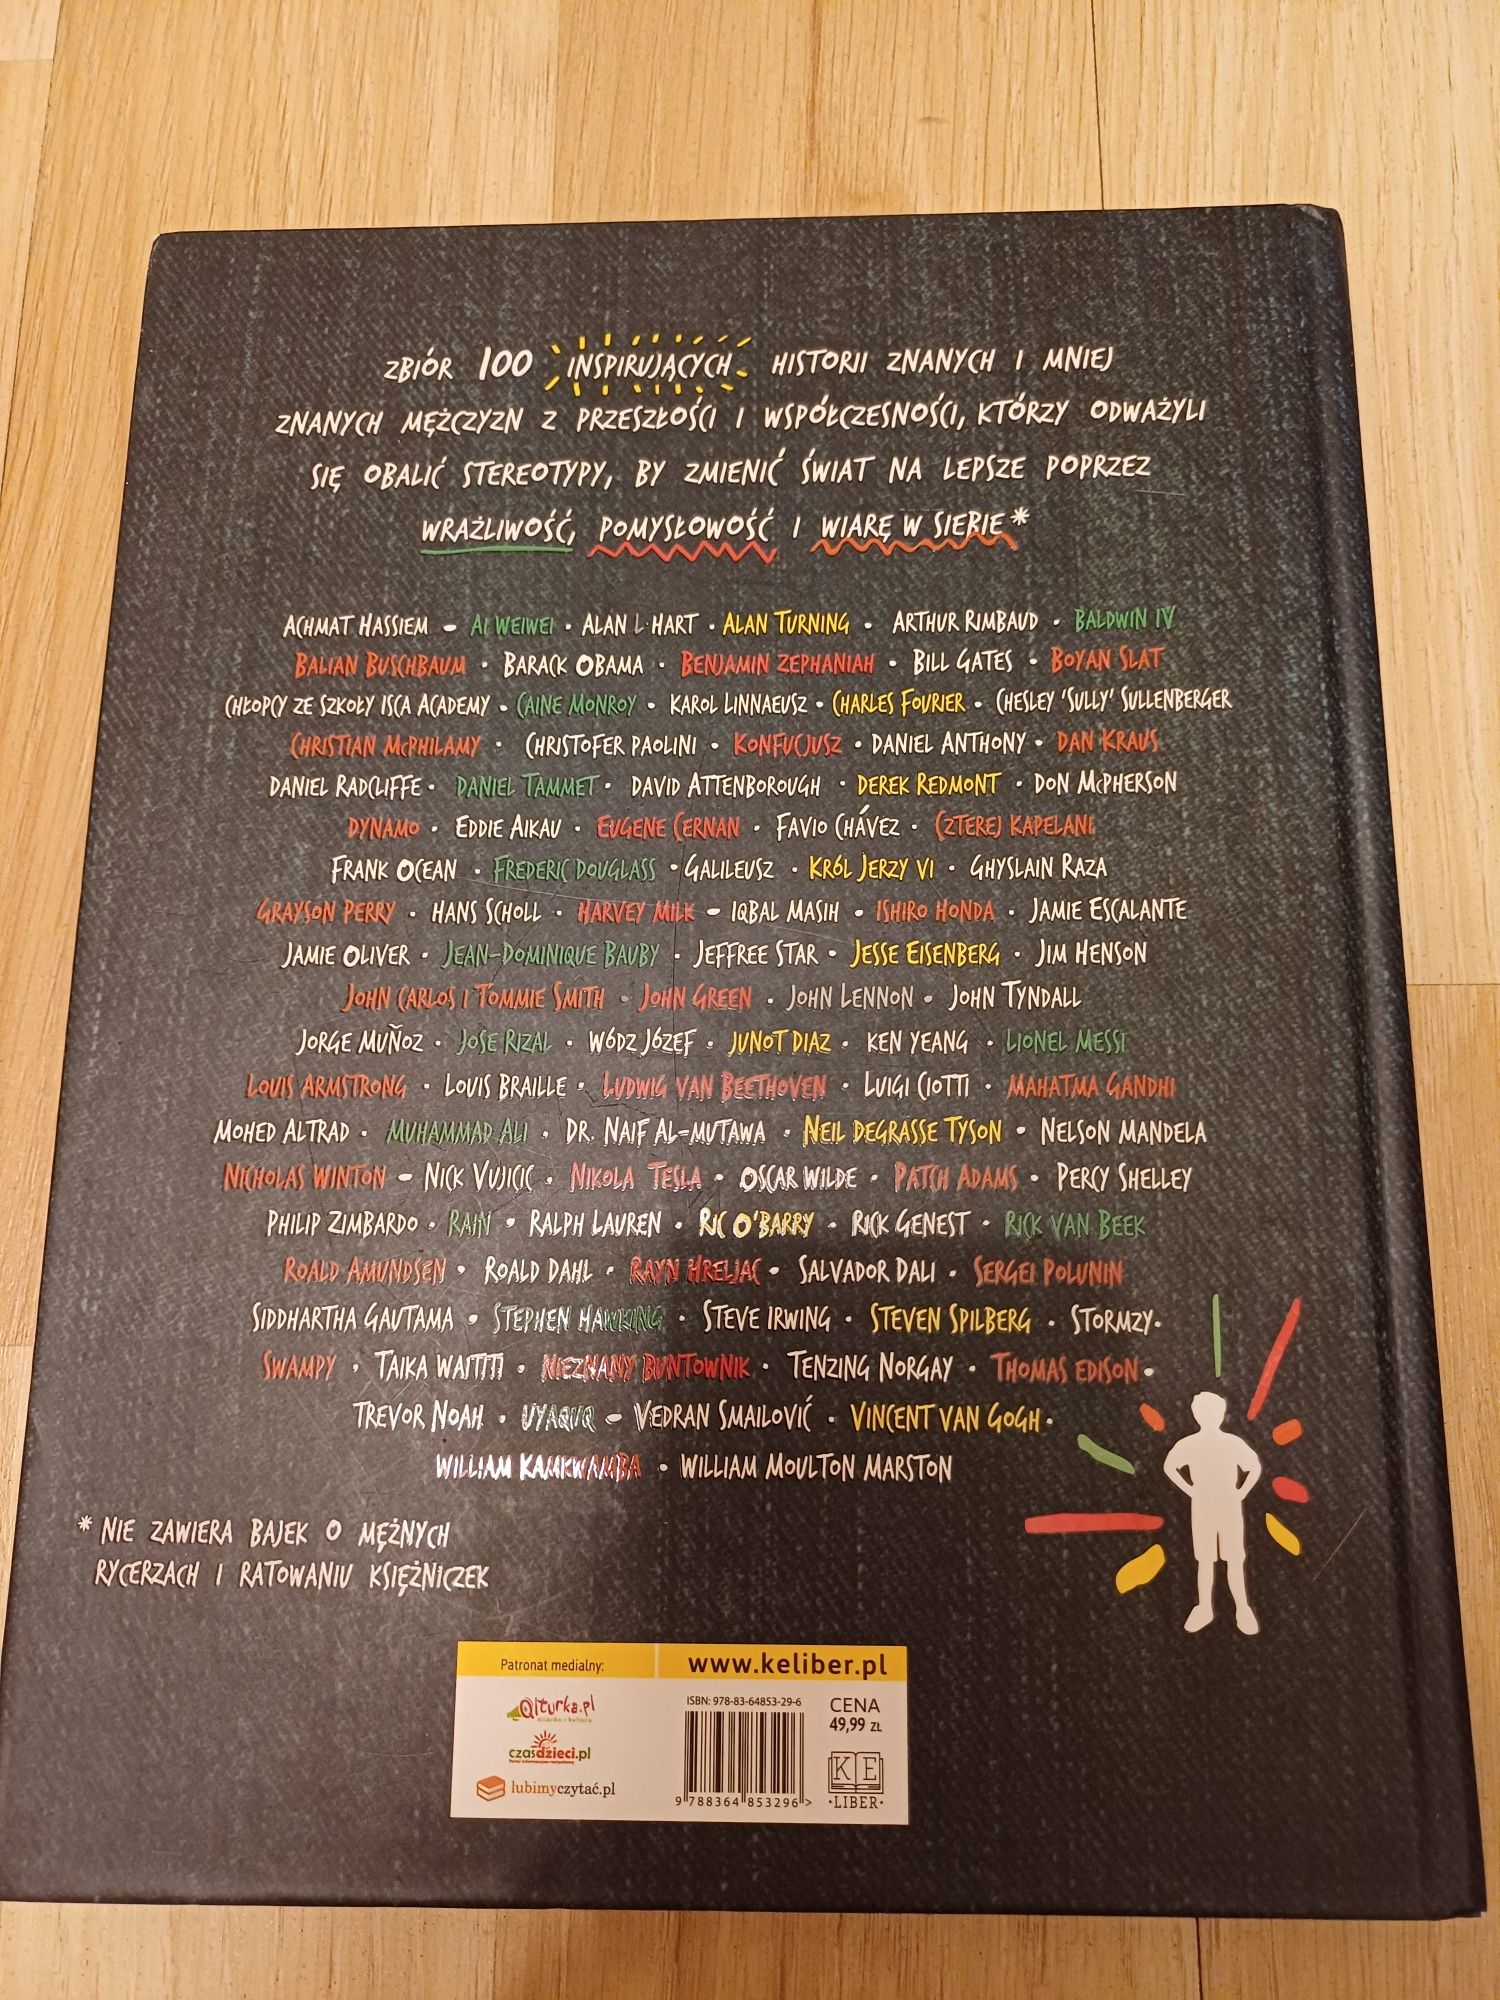 ZBIÓR 100 INSPIRUJĄCYCH HISTORII ZNANYCH I MNIEJ
ZNANYCH MĘŻCZYZN Z PRZESZŁOŚCI I WSPÓŁCZESNOŚCI, KTÓRZY ODWAŻYLI
SIĘ OBALIĆ STEREOTYPY, BY ZMIENIĆ ŚWIAT NA LEPSZE POPRZEZ
WRAŻLIWOŚĆ, POMYSŁOWOŚĆ I WIARĘ W SIEBIE*
ACHMAT HASSIEM • AI WEIWEI • ALAN L. HART • ALAN TURNING • ARTHUR RIMBAUD • BALDWIN IV
BALIAN BUSCHBAUM • BARACK OBAMA • BENJAMIN ZEPHANIAH • BILL GATES • BOYAN SLAT
CHŁOPCY ZE SZKOŁY ISCA ACADEMY • CAINE MONROY • KAROL LINNAEUSZ • CHARLES FOURIER • CHESLEY 'SULLY' SULLENBERGER
CHRISTIAN MCPHILAMY • CHRISTOFER PAOLINI • KONFUCJUSZ • DANIEL ANTHONY • DAN KRAUS
DANIEL RADCLIFFE • DANIEL TAMMET • DAVID ATTENBOROUGH • DEREK REDMONT • DON MCPHERSON
DYNAMO • EDDIE AIKAU • EUGENE CERNAN • FAVIO CHÁVEZ • CZTEREJ KAPELANI
FRANK OCEAN • FREDERIC DOUGLASS • GALILEUSZ • KRÓL JERZY VI • GHYSLAIN RAZA
GRAYSON PERRY • HANS SCHOLL • HARVEY MILK • IQBAL MASIH • ISHIRO HONDA • JAMIE ESCALANTE
JAMIE OLIVER • JEAN-DOMINIQUE BAUBY • JEFFREE STAR • JESSE EISENBERG • JIM HENSON
JOHN CARLOS I TOMMIE SMITH • JOHN GREEN • JOHN LENNON • JOHN TYNDALL
JORGE MUÑOZ • JOSE RIZAL • WÓDZ JÓZEF • JUNOT DIAZ • KEN YEANG • LIONEL MESSI
LOUIS ARMSTRONG • LOUIS BRAILLE • LUDWIG VAN BEETHOVEN • LUIGI CIOTTI • MAHATMA GANDHI
MOHED ALTRAD • MUHAMMAD ALI • DR. NAIF AL-MUTAWA • NEIL DEGRASSE TYSON • NELSON MANDELA
NICHOLAS WINTON • NICK VUJICIC • NIKOLA TESLA • OSCAR WILDE • PATCH ADAMS • PERCY SHELLEY
PHILIP ZIMBARDO • RAIN • RALPH LAUREN • RIC O'BARRY • RICK GENEST • RICK VAN BEEK
ROALD AMUNDSEN • ROALD DAHL • RAYN HRELJAC • SALVADOR DALI • SERGEI POLUNIN
SIDDHARTHA GAUTAMA • STEPHEN HAWKING • STEVE IRWING • STEVEN SPILBERG • STORMZY •
SWAMPY • TAIKA WAITITI • NIEZNANY BUNTOWNIK • TENZING NORGAY • THOMAS EDISON •
TREVOR NOAH • UYAQUQ • VEDRAN SMAILOVIĆ • VINCENT VAN GOGH •
WILLIAM KAMKWAMBA • WILLIAM MOULTON MARSTON
* NIE ZAWIERA BAJEK O MĘŻNYCH
RYCERZACH I RATOWANIU KSIĘŻNICZEK
Patronat medialny: www.keliber.pl
Qlturka.pl
czasdzieci.pl
lubimyczytać.pl
ISBN: 978-83-64853-29-6
9 788364 853296 >
CENA
49,99 ZŁ
KE
•LIBER•